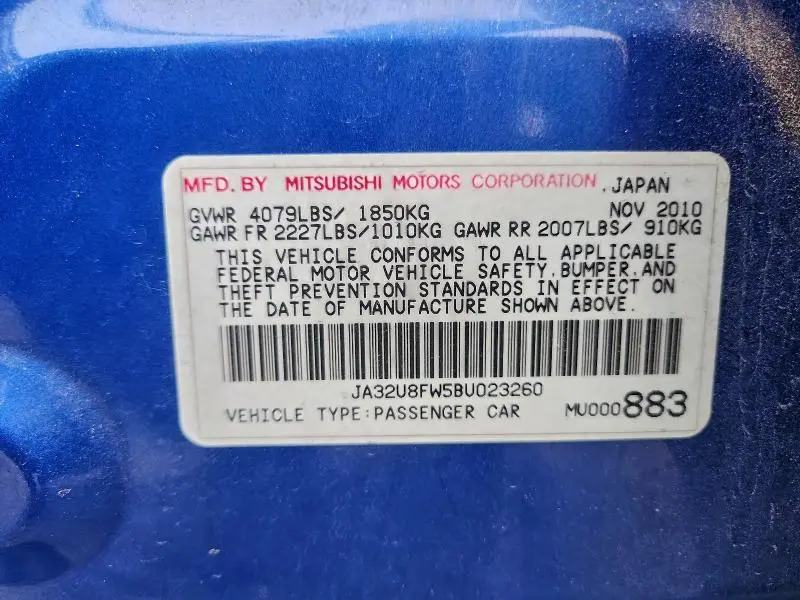 MFD. BY MITSUBISHI MOTORS CORPORATION , JAPAN
GVWR 4079LBS/ 1850KG NOV 2010
GAWR FR 2227LBS/1010KG GAWR RR 2007LBS/ 910KG
THIS VEHICLE CONFORMS TO ALL APPLICABLE
FEDERAL MOTOR VEHICLE SAFETY, BUMPER, AND
THEFT PREVENTION STANDARDS IN EFFECT ON
THE DATE OF MANUFACTURE SHOWN ABOVE.
JA32U8FW5BU023260
VEHICLE TYPE:PASSENGER CAR MU000883